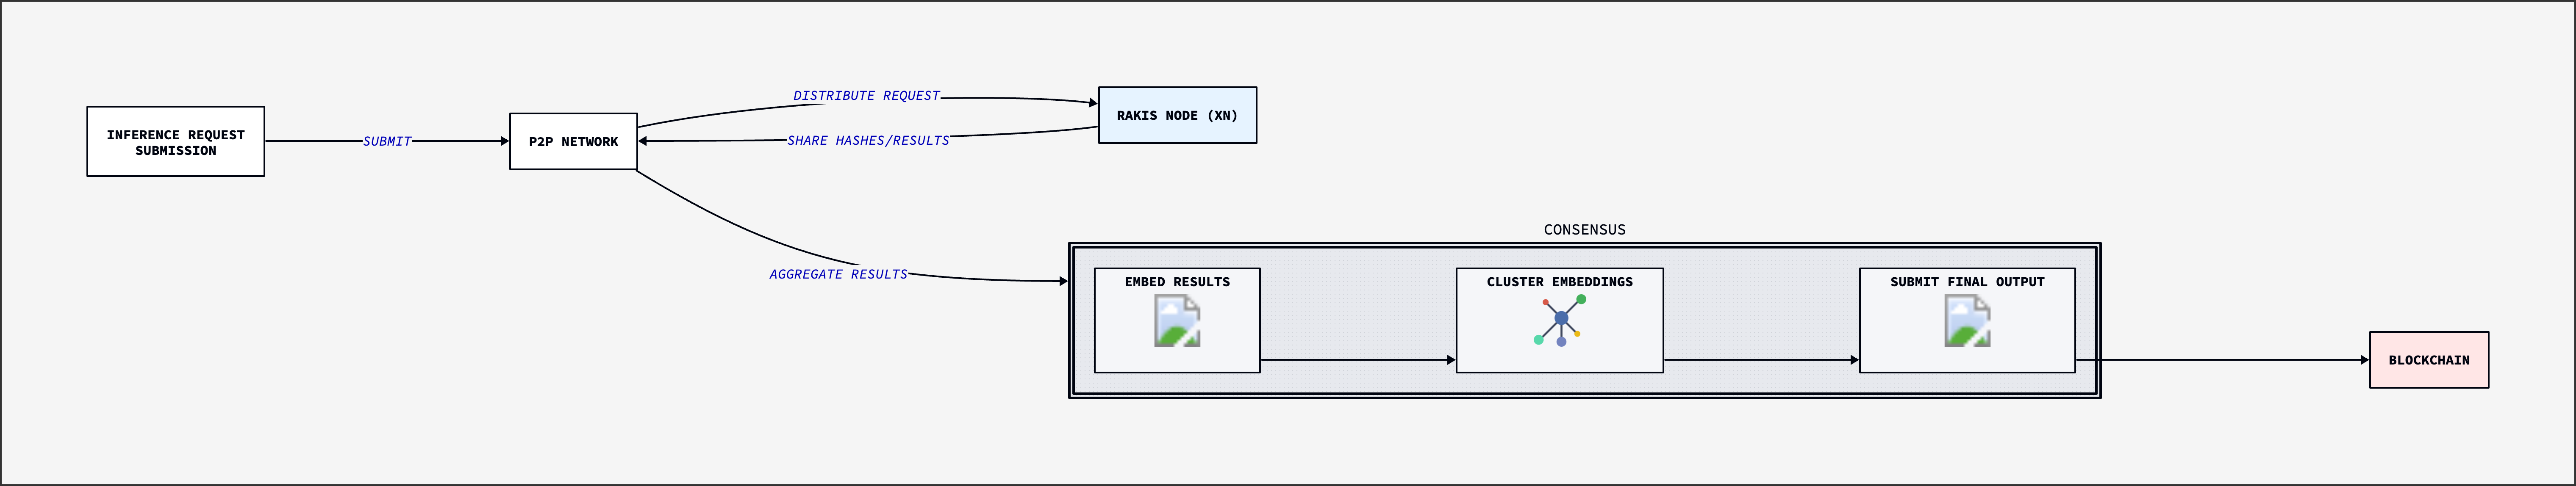 INFERENCE REQUEST
SUBMISSION
SUBMIT
P2P NETWORK
DISTRIBUTE REQUEST
SHARE HASHES/RESULTS
RAKIS NODE (XN)
AGGREGATE RESULTS
CONSENSUS
EMBED RESULTS
CLUSTER EMBEDDINGS
SUBMIT FINAL OUTPUT
BLOCKCHAIN